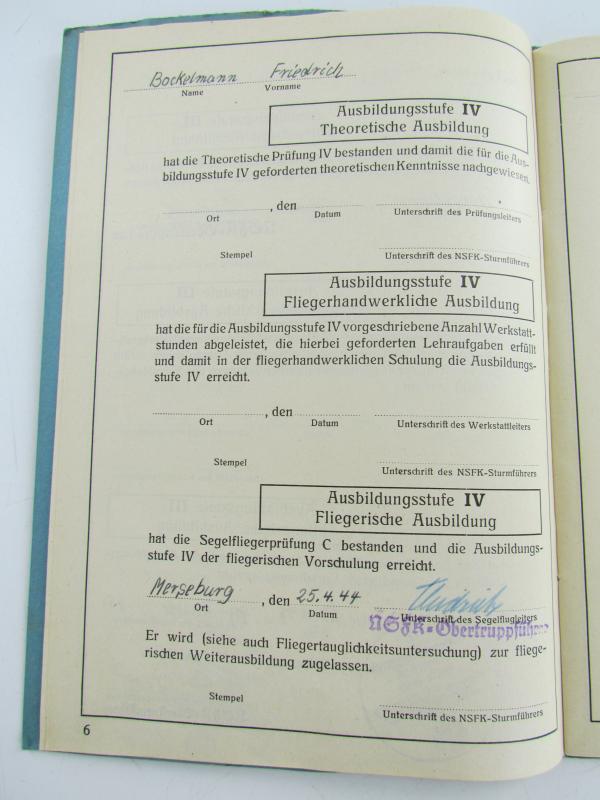 Bockelmann Friedrich
Name Vorname
Ausbildungsstufe IV
Theoretische Ausbildung
hat die Theoretische Prüfung IV bestanden und damit die für die Aus-
bildungsstufe IV geforderten theoretischen Kenntnisse nachgewiesen.
, den
Ort Datum Unterschrift des Prüfungsleiters
Stempel Unterschrift des NSFK-Sturmführers
Ausbildungsstufe IV
Fliegerhandwerkliche Ausbildung
hat die für die Ausbildungsstufe IV vorgeschriebene Anzahl Werkstatt-
stunden abgeleistet, die hierbei geforderten Lehraufgaben erfüllt
und damit in der fliegerhandwerklichen Schulung die Ausbildungs-
stufe IV erreicht.
, den
Ort Datum Unterschrift des Werkstattleiters
Stempel Unterschrift des NSFK-Sturmführers
Ausbildungsstufe IV
Fliegerische Ausbildung
hat die Segelfliegerprüfung C bestanden und die Ausbildungs-
stufe IV der fliegerischen Vorschulung erreicht.
Merseburg , den 25.4.44
Ort Datum Unterschrift des Segelflugleiters
NSFK-Obertruppführer
Er wird (siehe auch Fliegertauglichkeitsuntersuchung) zur fliege-
rischen Weiterausbildung zugelassen.
Stempel Unterschrift des NSFK-Sturmführers
6